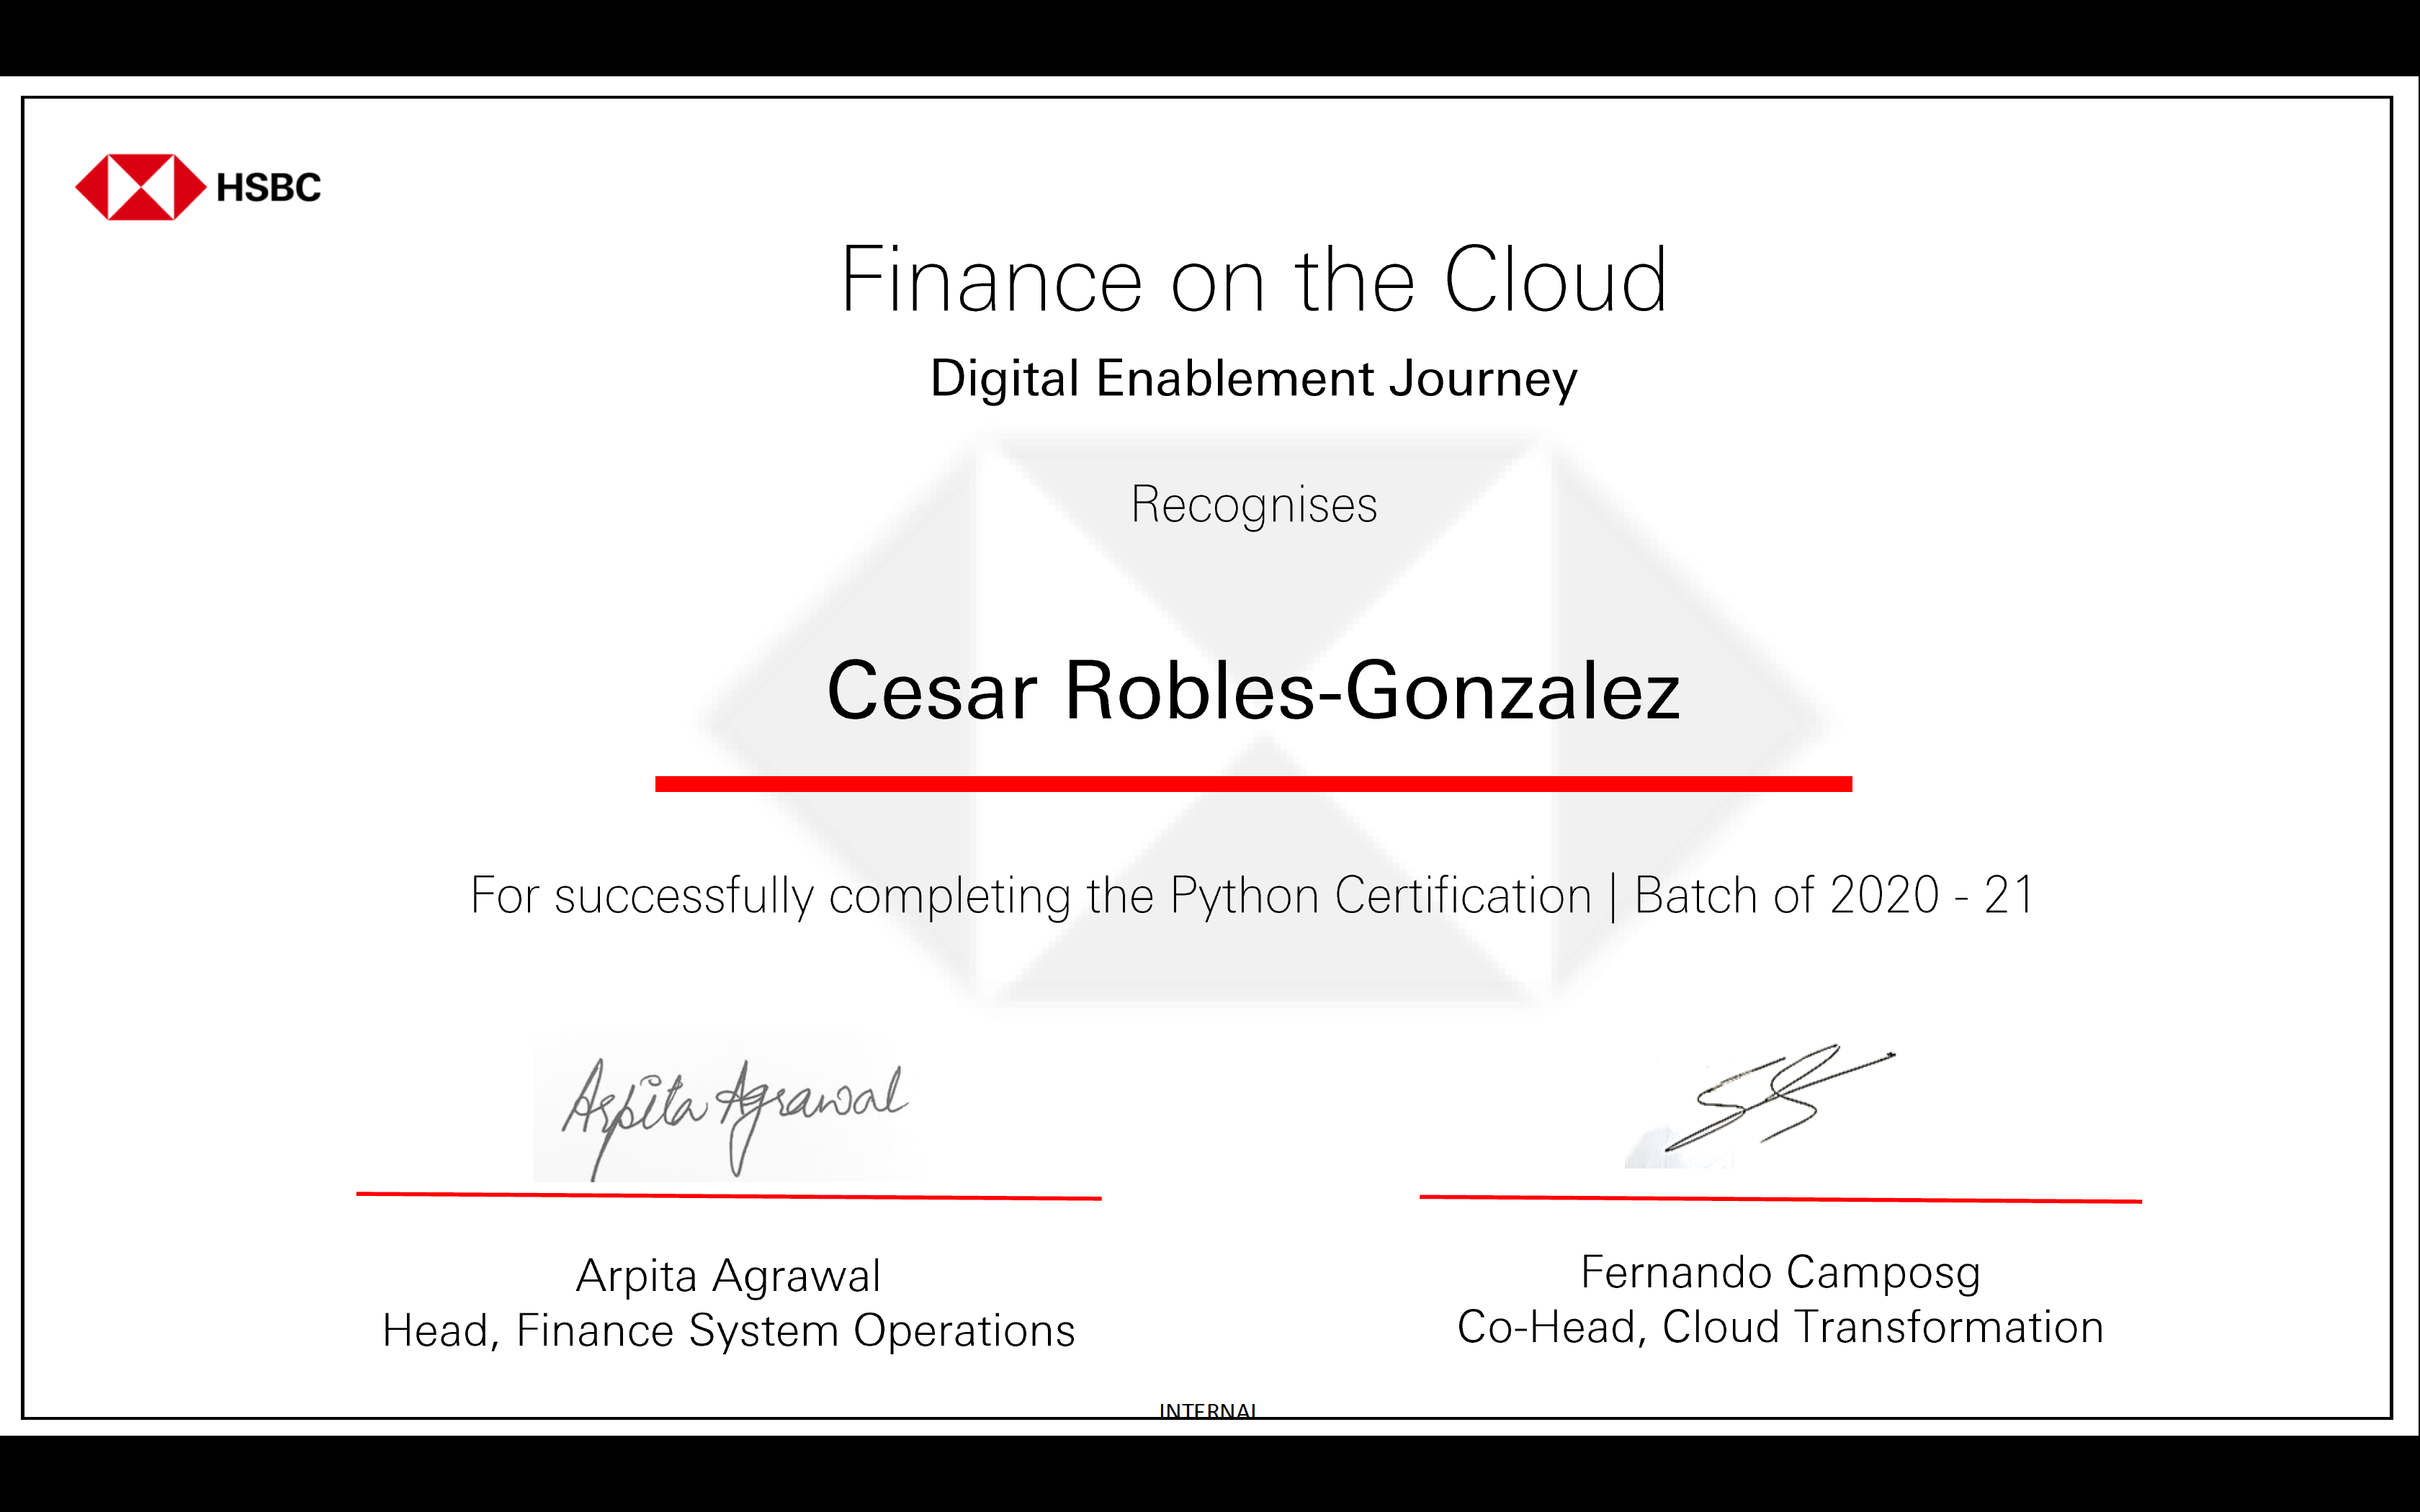 HSBC
Finance on the Cloud
Digital Enablement Journey
Recognises
Cesar Robles-Gonzalez
For successfully completing the Python Certification | Batch of 2020 - 21
Arpita Agrawal
Arpita Agrawal
Head, Finance System Operations
Fernando Camposg
Co-Head, Cloud Transformation
INTERNAL